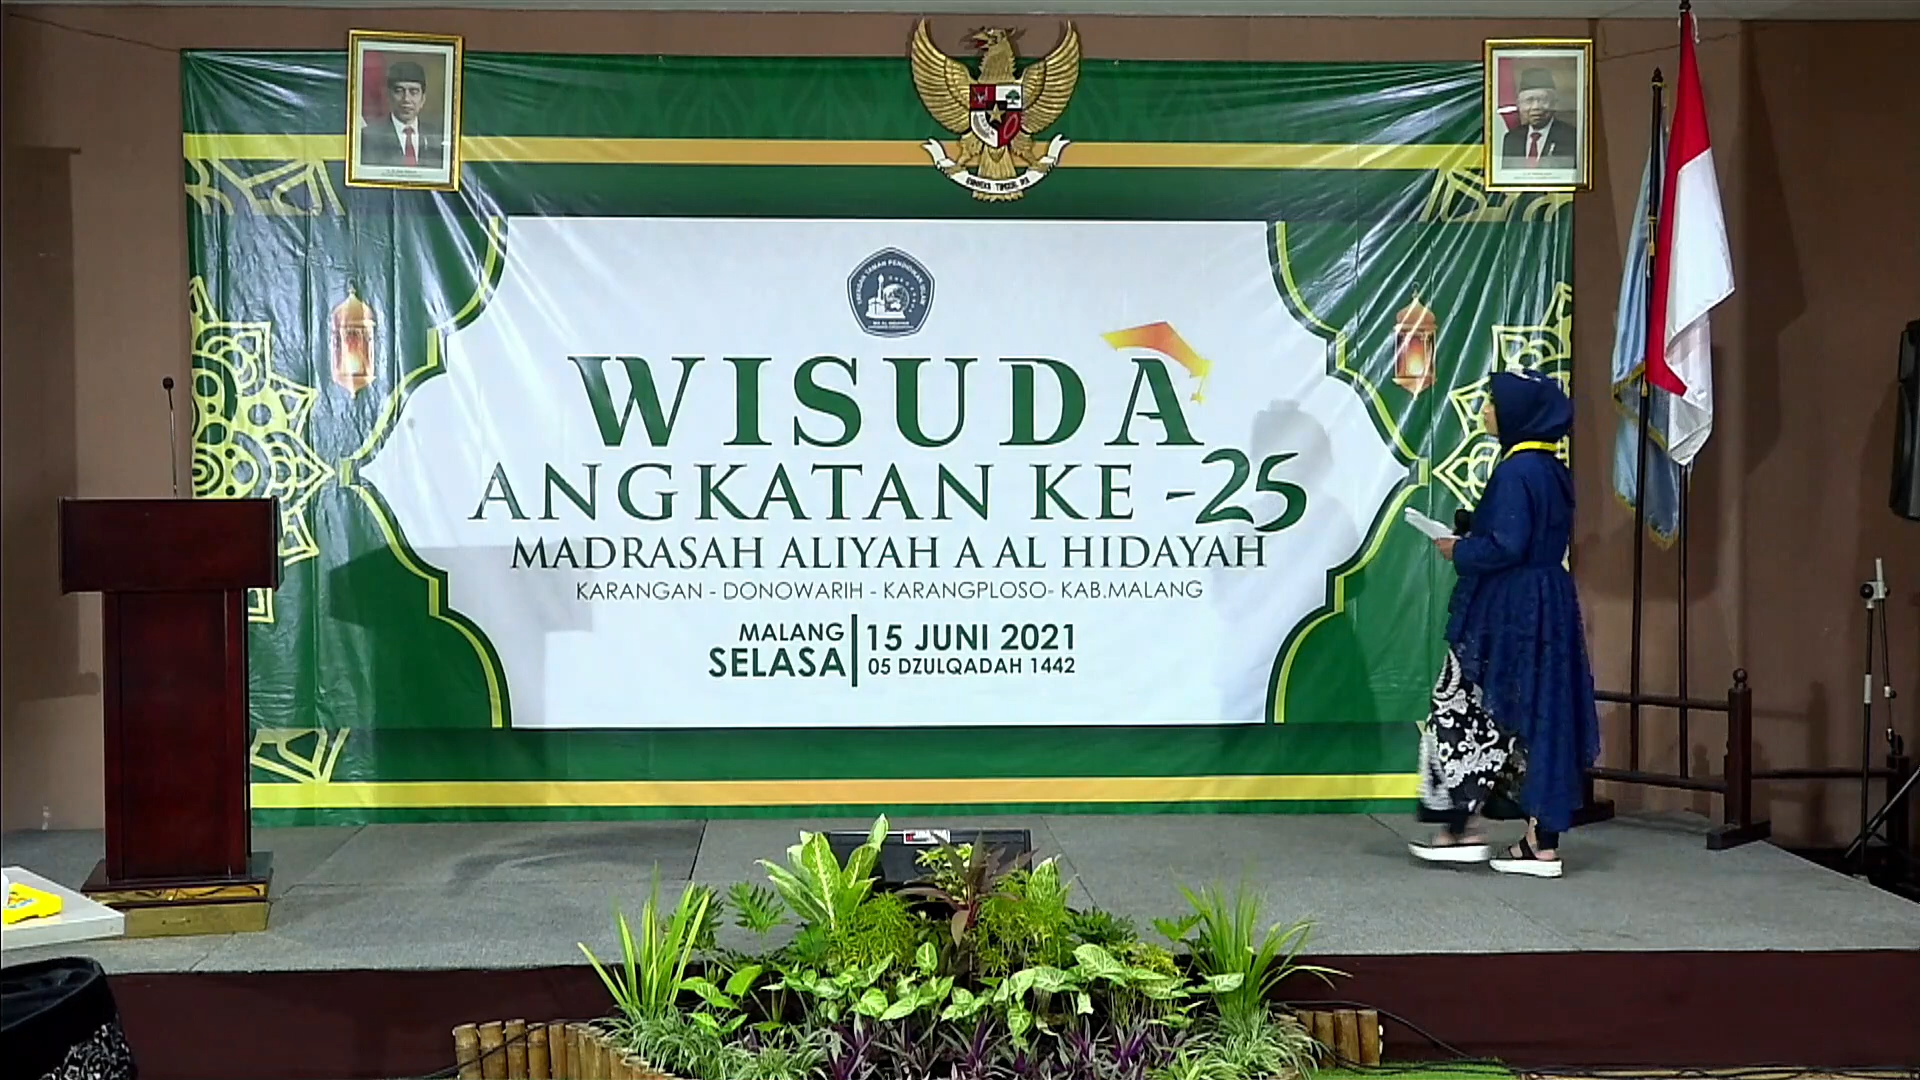 WISUDA
ANGKATAN KE -25
MADRASAH ALIYAH A AL HIDAYAH
KARANGAN - DONOWARIH - KARANGPLOSO- KAB.MALANG
MALANG
SELASA
15 JUNI 2021
05 DZULQADAH 1442